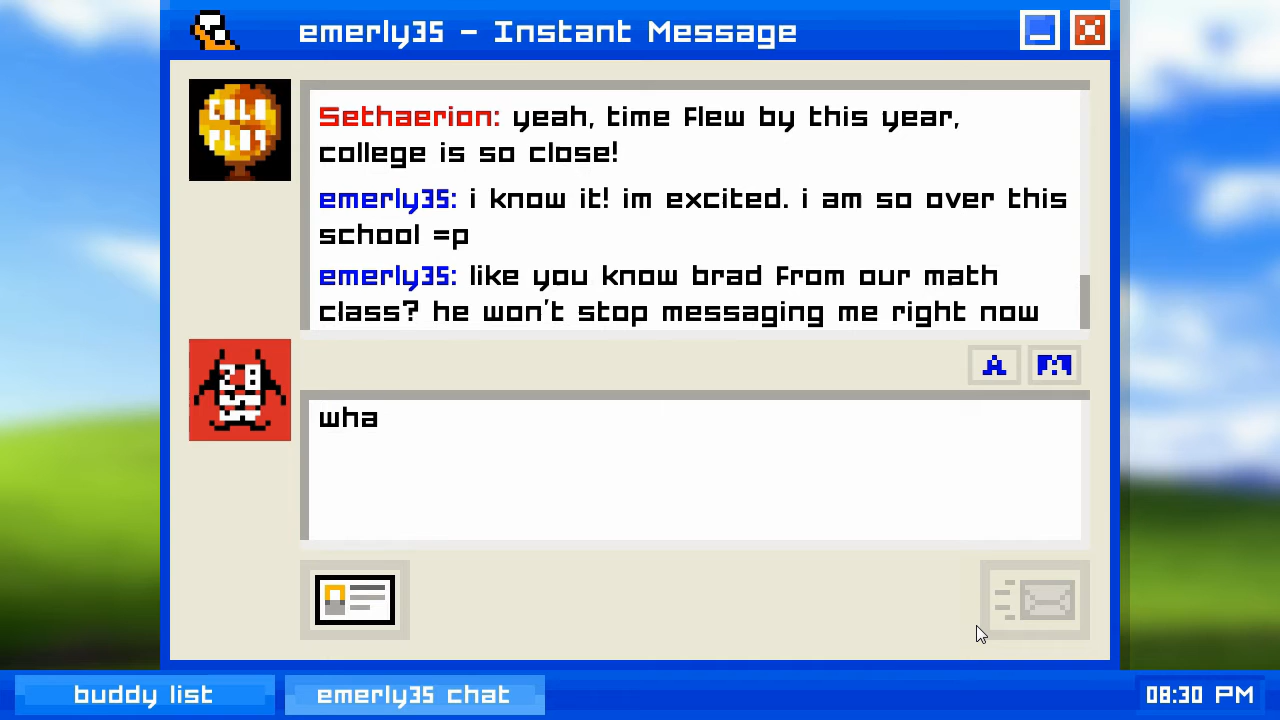 emerly35 - Instant Message
COLD
PLAY
Sethaerion: yeah, time flew by this year,
college is so close!
emerly35: i know it! im excited. i am so over this
school =p
emerly35: like you know brad from our math
class? he won't stop messaging me right now
A
wha
buddy list
emerly35 chat
08:30 PM